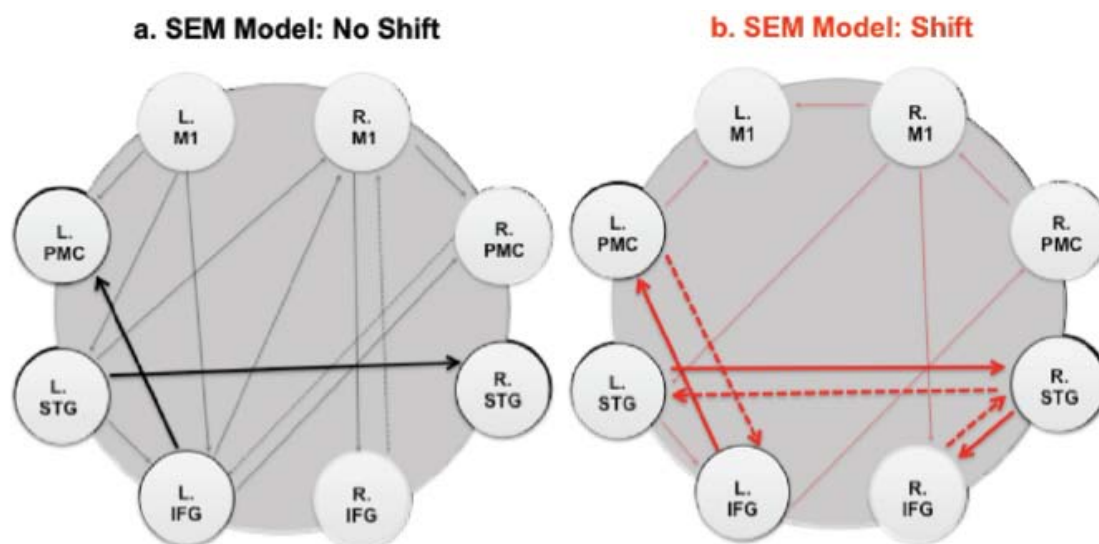 a. SEM Model: No Shift
L.
M1
R.
M1
L.
PMC
R.
PMC
L.
STG
R.
STG
L.
IFG
R.
IFG
b. SEM Model: Shift
L.
M1
R.
M1
L.
PMC
R.
PMC
L.
STG
R.
STG
L.
IFG
R.
IFG